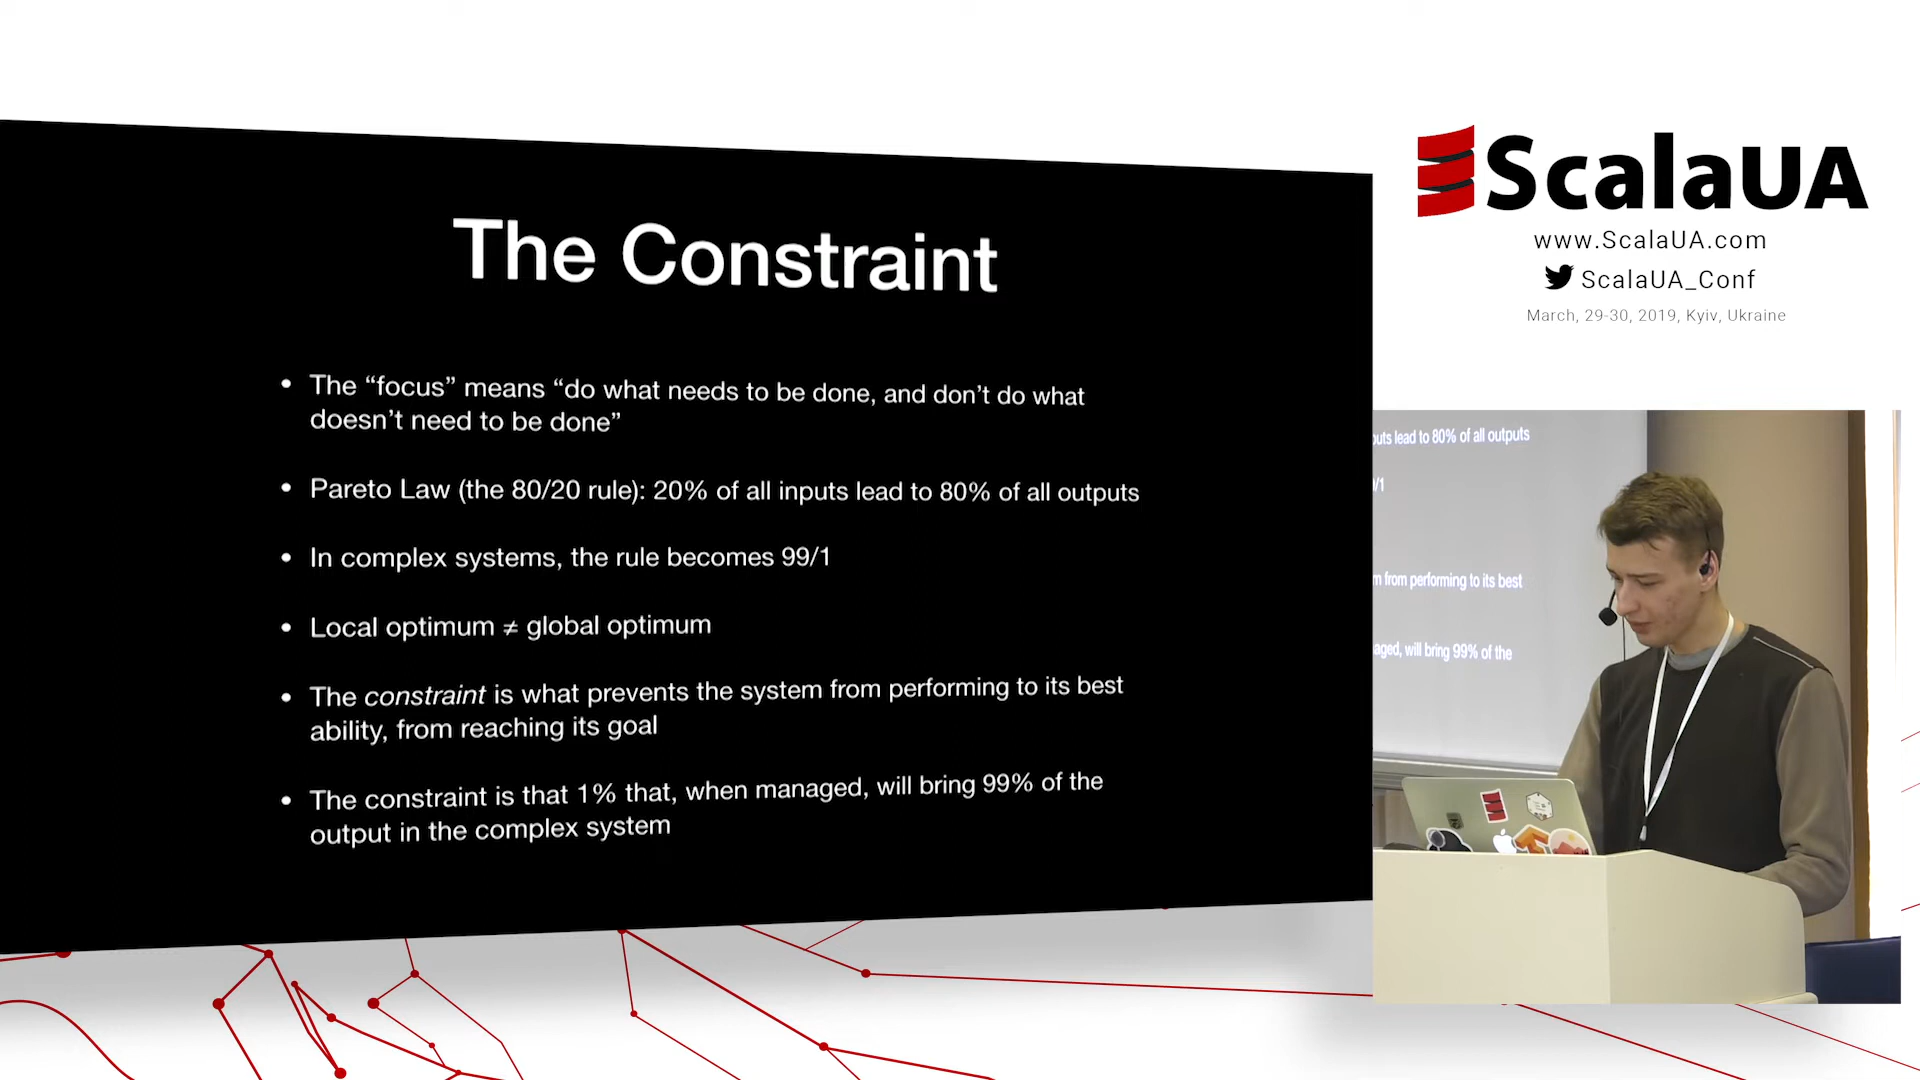 The Constraint
• The “focus” means “do what needs to be done, and don’t do what
doesn’t need to be done”
• Pareto Law (the 80/20 rule): 20% of all inputs lead to 80% of all outputs
• In complex systems, the rule becomes 99/1
• Local optimum ≠ global optimum
• The constraint is what prevents the system from performing to its best
ability, from reaching its goal
• The constraint is that 1% that, when managed, will bring 99% of the
output in the complex system
ScalaUA
www.ScalaUA.com
ScalaUA_Conf
March, 29-30, 2019, Kyiv, Ukraine
lead to 80% of all outputs
/1
from performing to its best
aged, will bring 99% of the